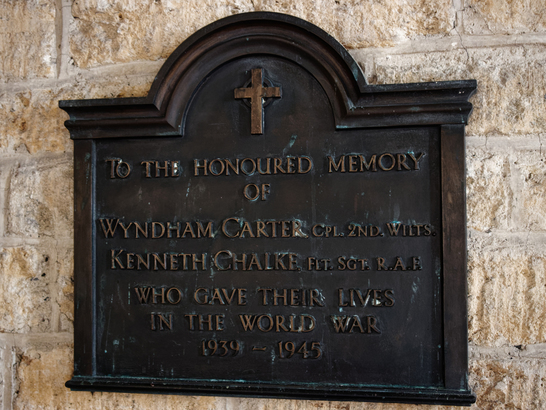 TO THE HONOURED MEMORY
OF
WYNDHAM CARTER CPL. 2ND. WILTS.
KENNETH CHALKE FLT. SGT. R.A.F.
WHO GAVE THEIR LIVES
IN THE WORLD WAR
1939 ~ 1945